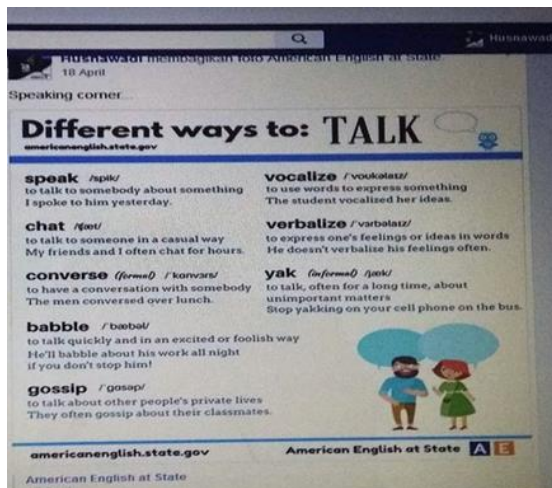 Husnawadi
Husnawadi membagikan foto American English at State
18 April
Speaking corner...
Different ways to: TALK
americanenglish.state.gov
speak /spik/
to talk to somebody about something
I spoke to him yesterday.
chat /tʃæt/
to talk to someone in a casual way
My friends and I often chat for hours.
converse (formal) /ˈkɑnvɜrs/
to have a conversation with somebody
The men conversed over lunch.
babble /ˈbæbəl/
to talk quickly and in an excited or foolish way
He'll babble about his work all night
if you don't stop him!
gossip /ˈgɑsəp/
to talk about other people's private lives
They often gossip about their classmates.
vocalize /ˈvoʊkəlaɪz/
to use words to express something
The student vocalized her ideas.
verbalize /ˈvɜrbəlaɪz/
to express one's feelings or ideas in words
He doesn't verbalize his feelings often.
yak (informal) /jæk/
to talk, often for a long time, about
unimportant matters
Stop yakking on your cell phone on the bus.
americanenglish.state.gov
American English at State A E
American English at State